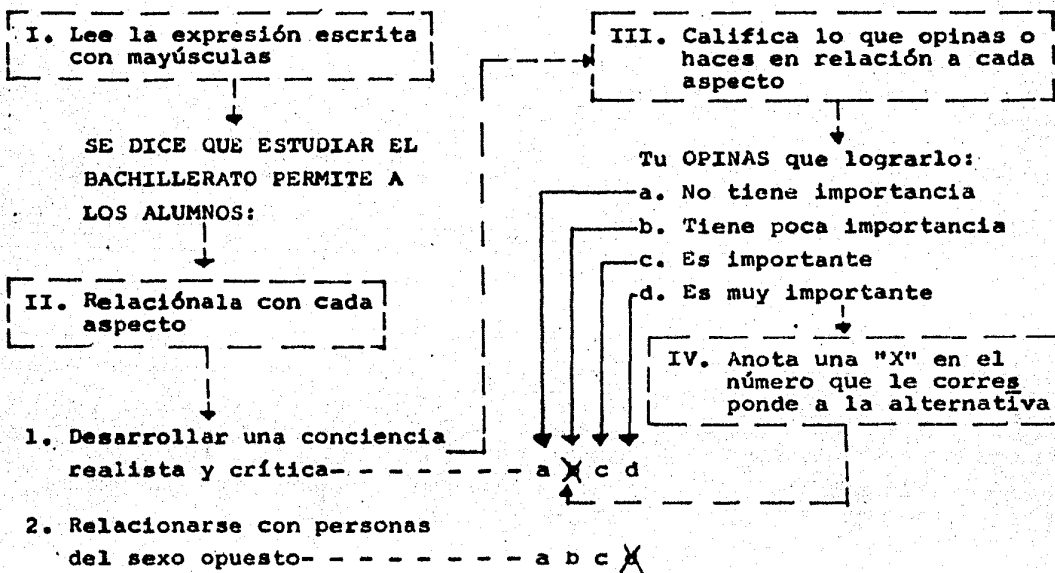 I. Lee la expresión escrita
con mayúsculas
SE DICE QUE ESTUDIAR EL
BACHILLERATO PERMITE A
LOS ALUMNOS:
II. Relaciónala con cada
aspecto
1. Desarrollar una conciencia
realista y crítica- - - - - - - - a b c d
2. Relacionarse con personas
del sexo opuesto- - - - - - - - - a b c d
III. Califica lo que opinas o
haces en relación a cada
aspecto
Tu OPINAS que lograrlo:
a. No tiene importancia
b. Tiene poca importancia
c. Es importante
d. Es muy importante
IV. Anota una "X" en el
número que le corres
ponde a la alternativa